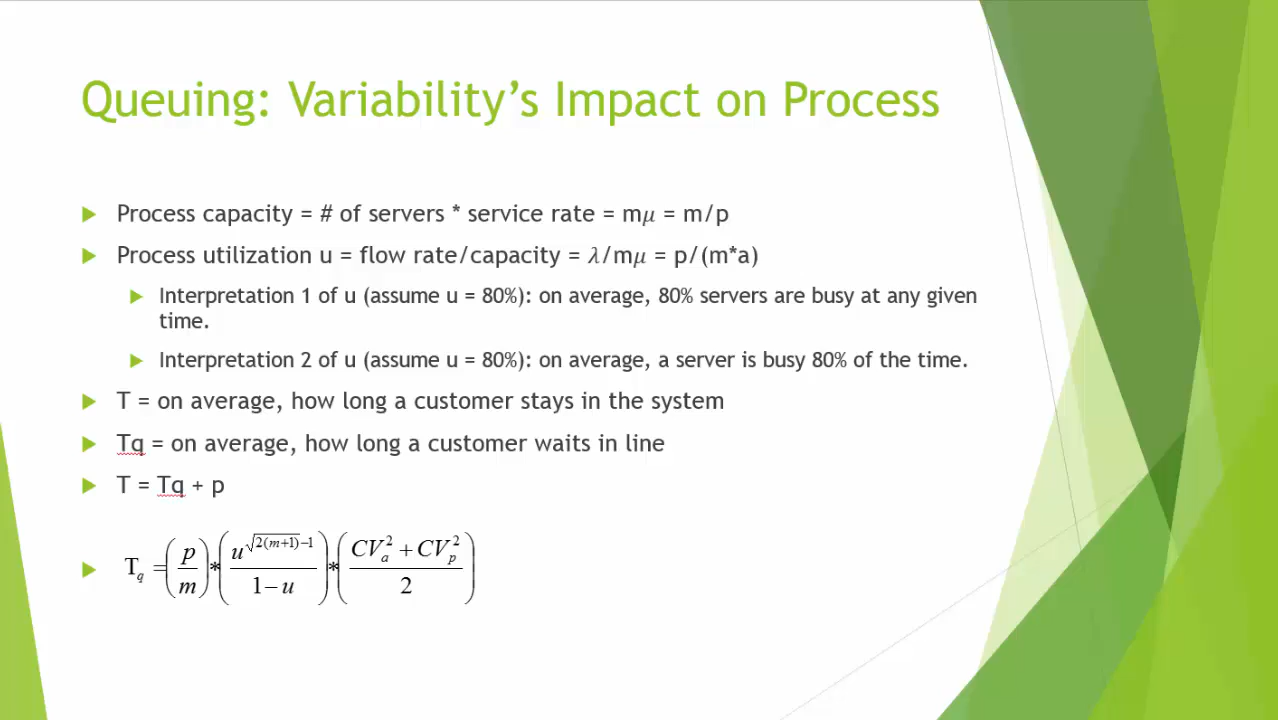 Queuing: Variability’s Impact on Process
Process capacity = # of servers * service rate = m𝜇 = m/p
Process utilization u = flow rate/capacity = 𝜆/m𝜇 = p/(m*a)
Interpretation 1 of u (assume u = 80%): on average, 80% servers are busy at any given
time.
Interpretation 2 of u (assume u = 80%): on average, a server is busy 80% of the time.
T = on average, how long a customer stays in the system
Tq = on average, how long a customer waits in line
T = Tq + p
T_q = (p/m) * (u^(√(2(m+1)) −1) / (1−u)) * ((CV_a^2 + CV_p^2) / 2)